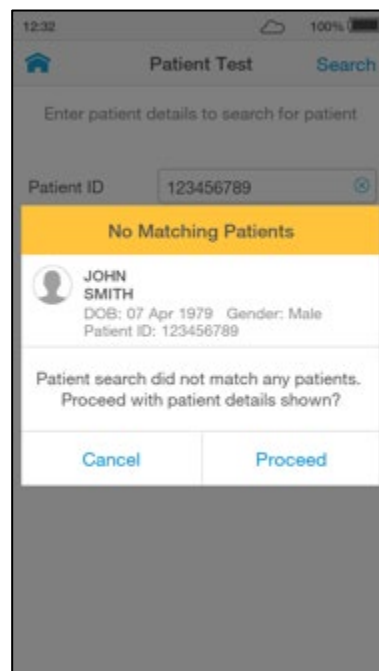 12:32 100%
Patient Test Search
Enter patient details to search for patient
Patient ID 123456789
No Matching Patients
JOHN
SMITH
DOB: 07 Apr 1979 Gender: Male
Patient ID: 123456789
Patient search did not match any patients.
Proceed with patient details shown?
Cancel Proceed